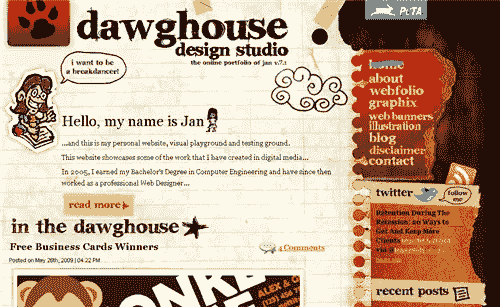 dawghouse
design studio
the online portfolio of jan v.7.1
PETA
i want to be
a breakdancer!
Hello, my name is Jan
...and this is my personal website, visual playground and testing ground.
This website showcases some of the work that I have created in digital media...
In 2005, I earned my Bachelor's Degree in Computer Engineering and have since then
worked as a professional Web Designer...
read more
in the dawghouse
Free Business Cards Winners
Posted on May 26th, 2009 | 04:22 PM
4 Comments
ALEX & C
home
about
webfolio
graphix
web banners
illustration
blog
disclaimer
contact
twitter
follow
me
Retention During The
Recession, 10 Ways to
Get And Keep More
Clients
recent posts